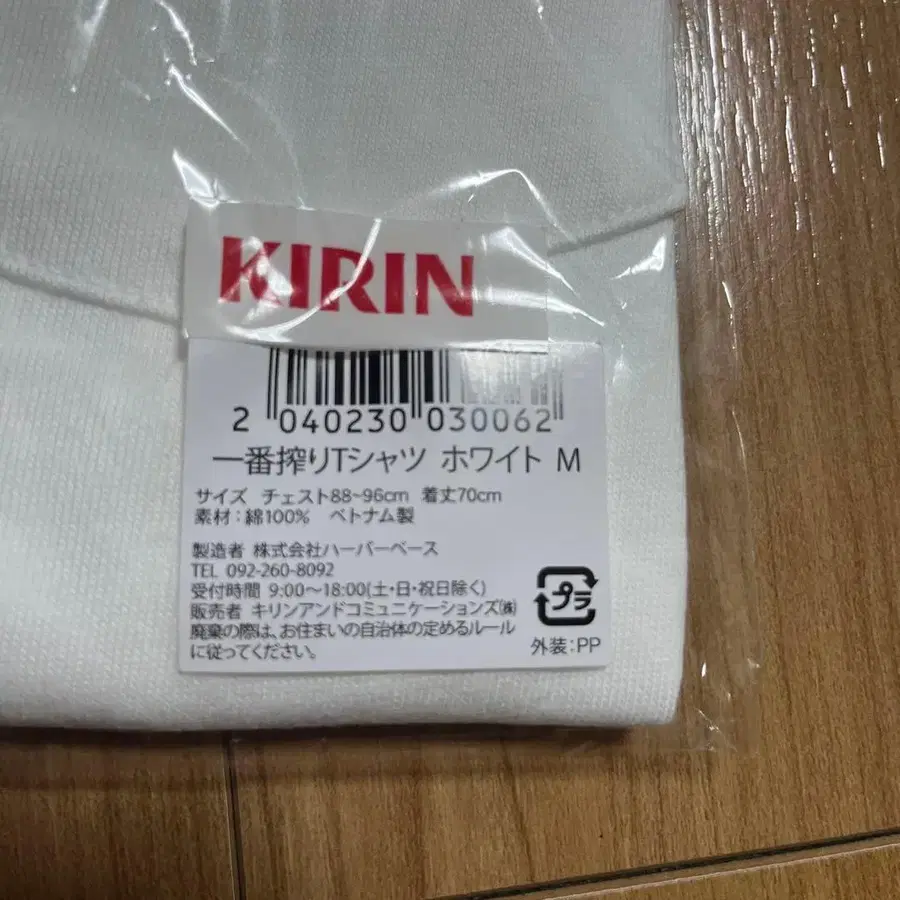 KIRIN
2 040230 030062
一番搾りTシャツ ホワイト M
サイズ チェスト88~96cm 着丈70cm
素材:綿100% ベトナム製
製造者 株式会社ハーバーベース
TEL 092-260-8092
受付時間 9:00～18:00(土・日・祝日除く)
販売者 キリンアンドコミュニケーションズ㈱
廃棄の際は、お住まいの自治体の定めるルール
に従ってください。
プラ
外装:PP